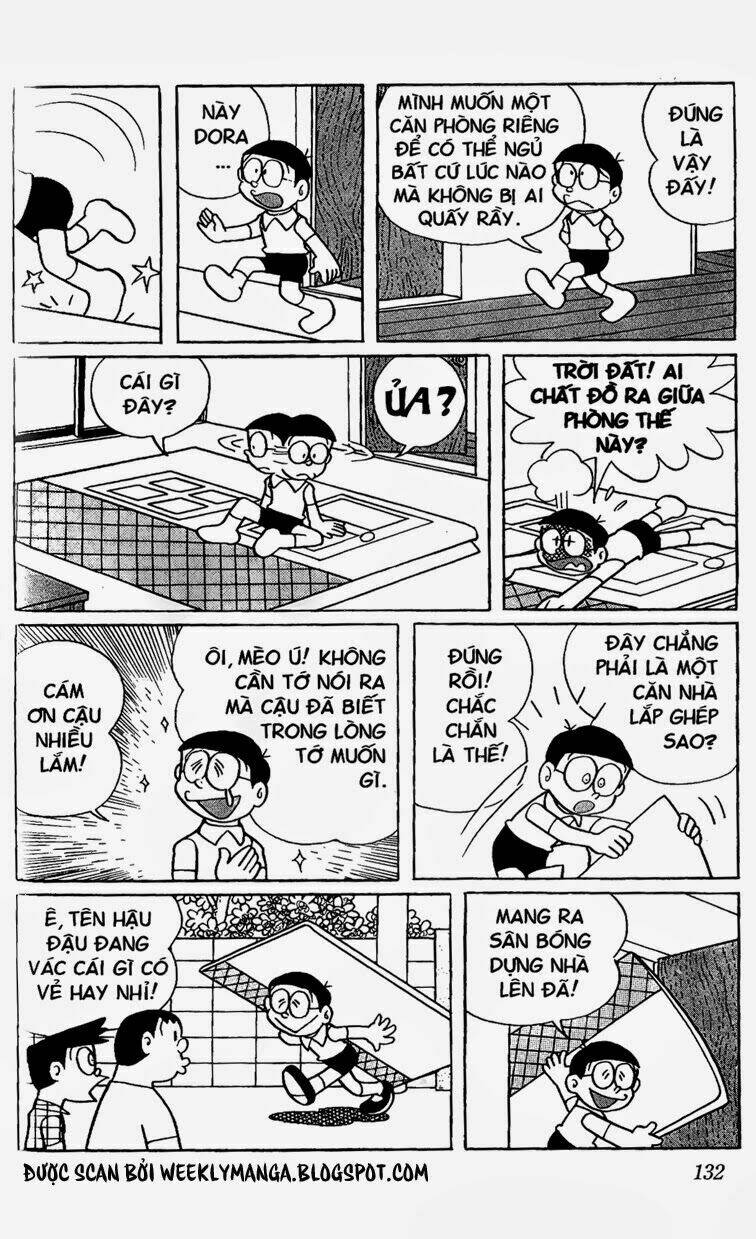 ĐÚNG
LÀ
VẬY
ĐẤY!
MÌNH MUỐN MỘT
CĂN PHÒNG RIÊNG
ĐỂ CÓ THỂ NGỦ
BẤT CỨ LÚC NÀO
MÀ KHÔNG BỊ AI
QUẤY RẦY.
NÀY
DORA
...
TRỜI ĐẤT! AI
CHẤT ĐỒ RA GIỮA
PHÒNG THẾ
NÀY?
ỦA?
CÁI GÌ
ĐÂY?
ĐÂY CHẲNG
PHẢI LÀ MỘT
CĂN NHÀ
LẮP GHÉP
SAO?
ĐÚNG
RỒI!
CHẮC
CHẮN
LÀ THẾ!
ÔI, MÈO Ú! KHÔNG
CẦN TỚ NÓI RA
MÀ CẬU ĐÃ BIẾT
TRONG LÒNG
TỚ MUỐN
GÌ.
CÁM
ƠN CẬU
NHIỀU
LẮM!
MANG RA
SÂN BÓNG
DỰNG NHÀ
LÊN ĐÃ!
Ê, TÊN HẬU
ĐẬU ĐANG
VÁC CÁI GÌ CÓ
VẺ HAY NHỈ!
ĐƯỢC SCAN BỞI WEEKLYMANGA.BLOGSPOT.COM
132